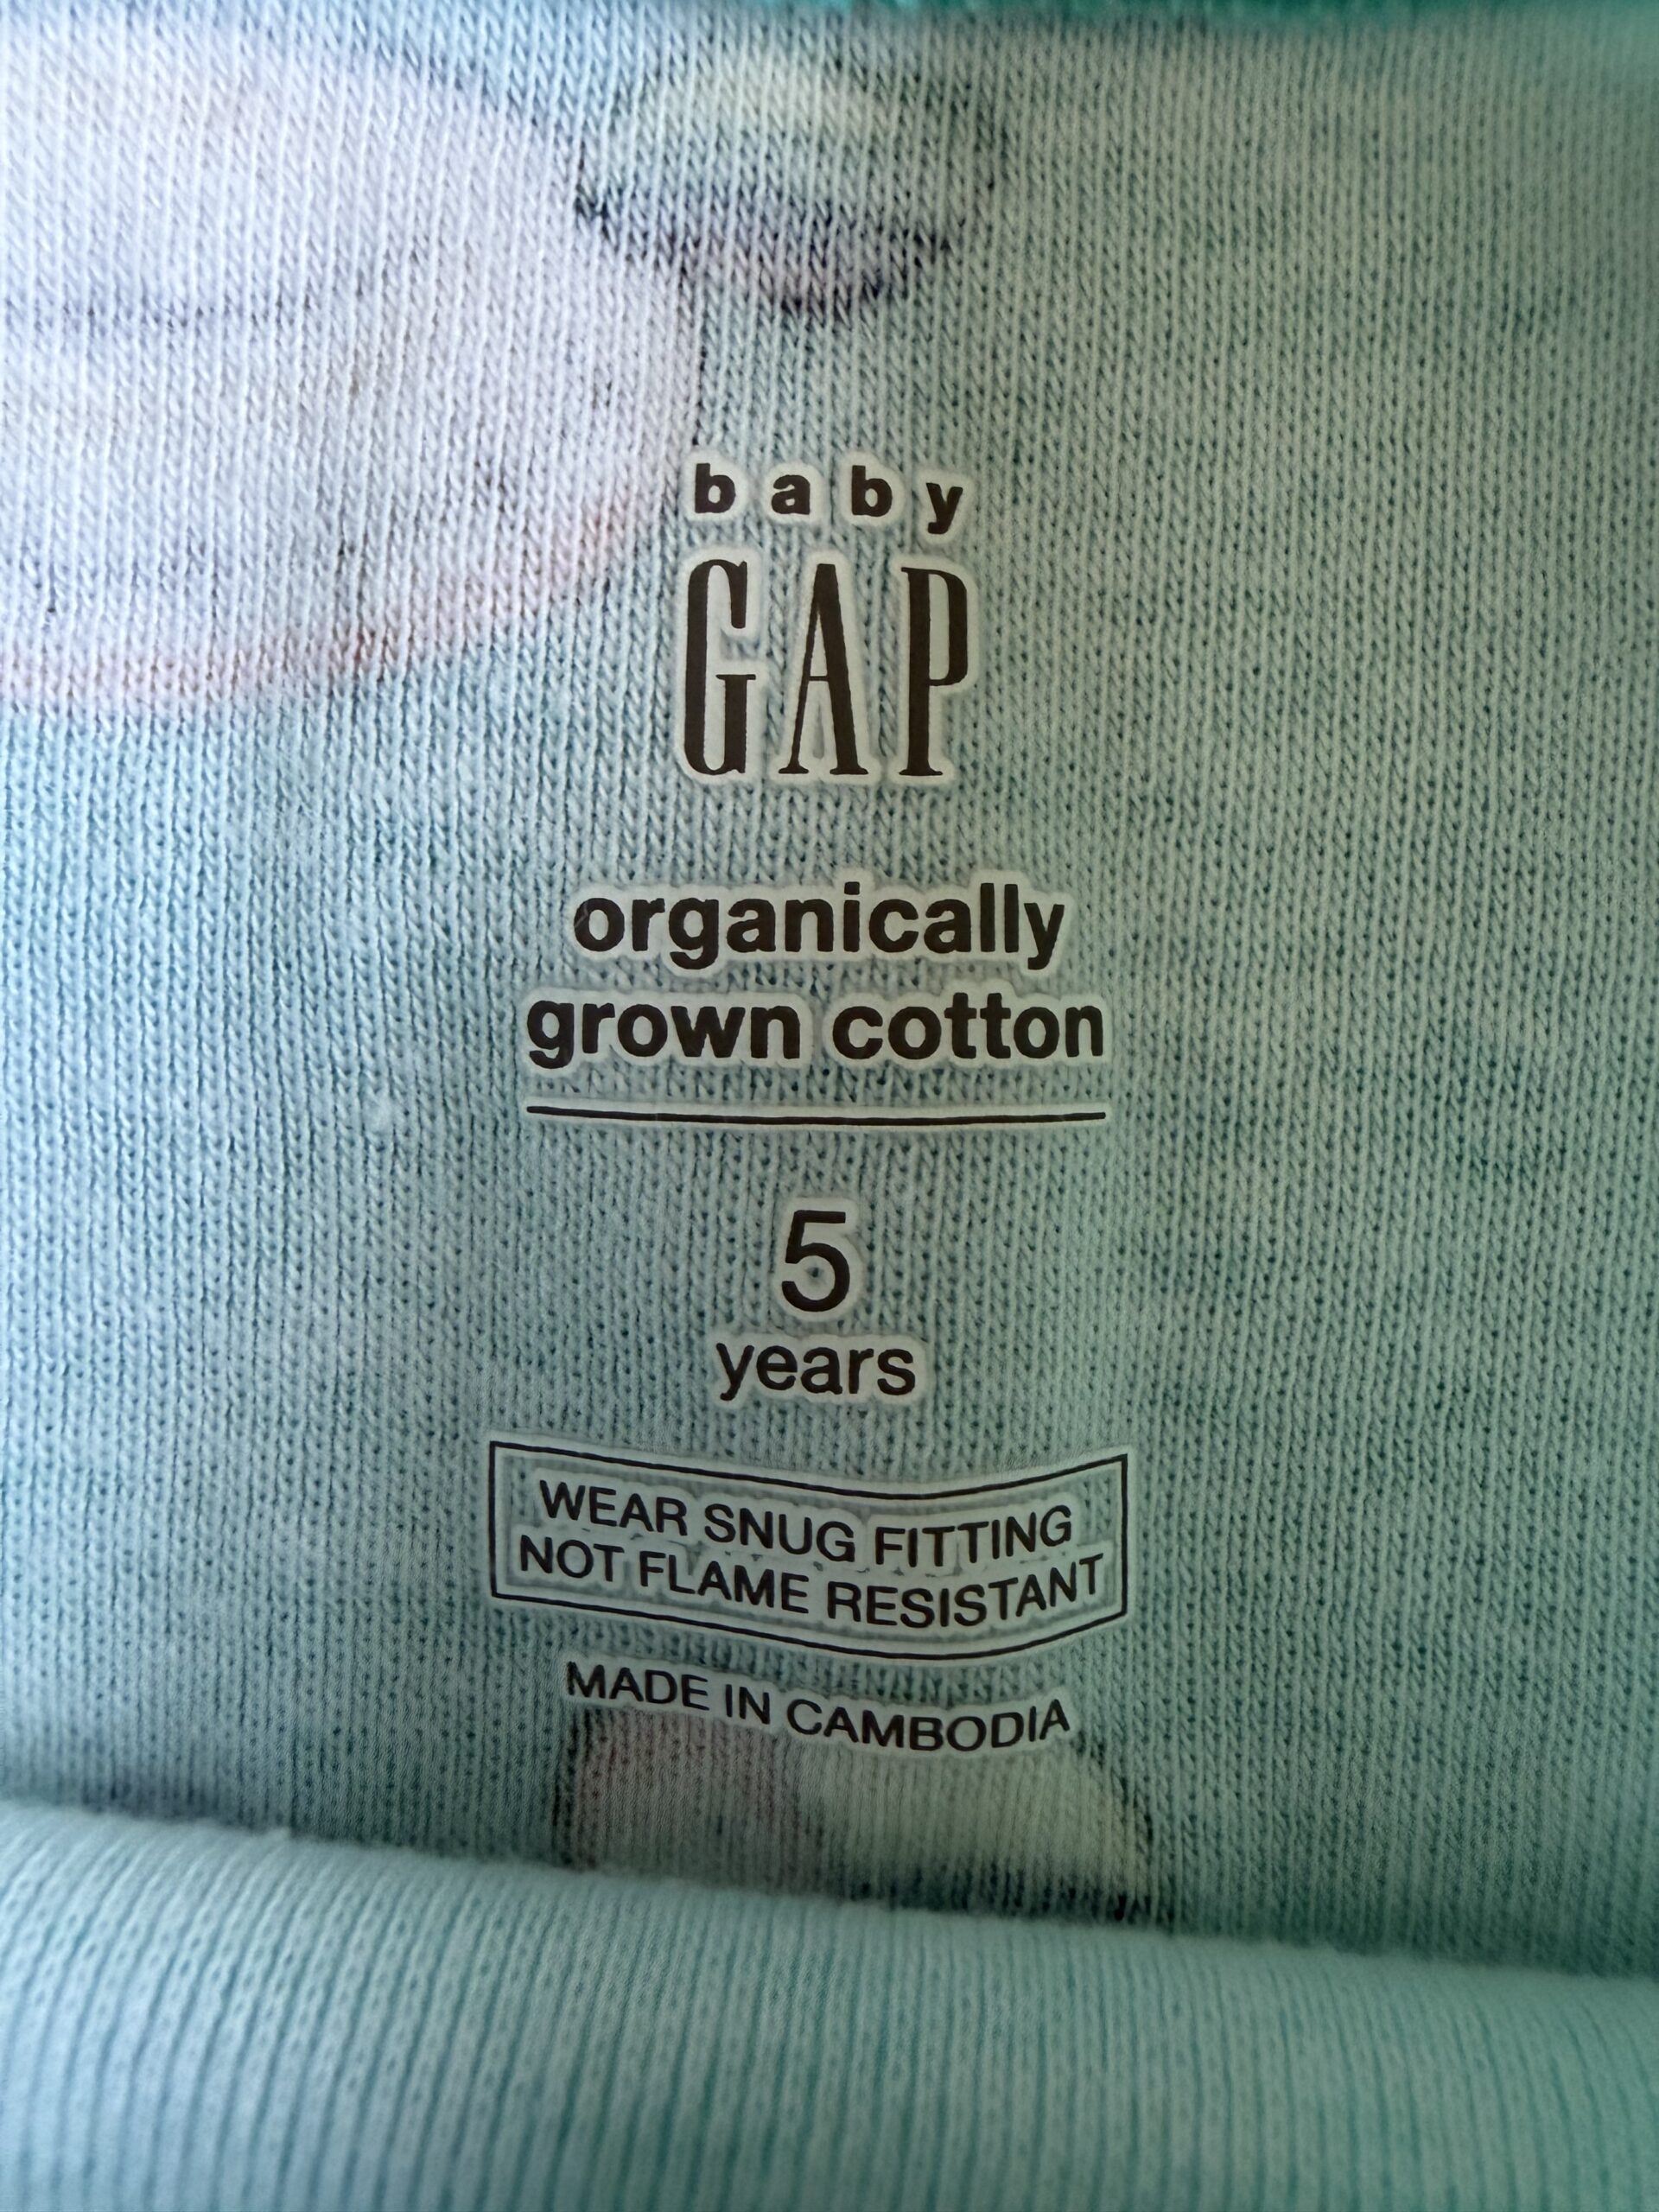 baby
GAP
organically
grown cotton
5
years
WEAR SNUG FITTING
NOT FLAME RESISTANT
MADE IN CAMBODIA